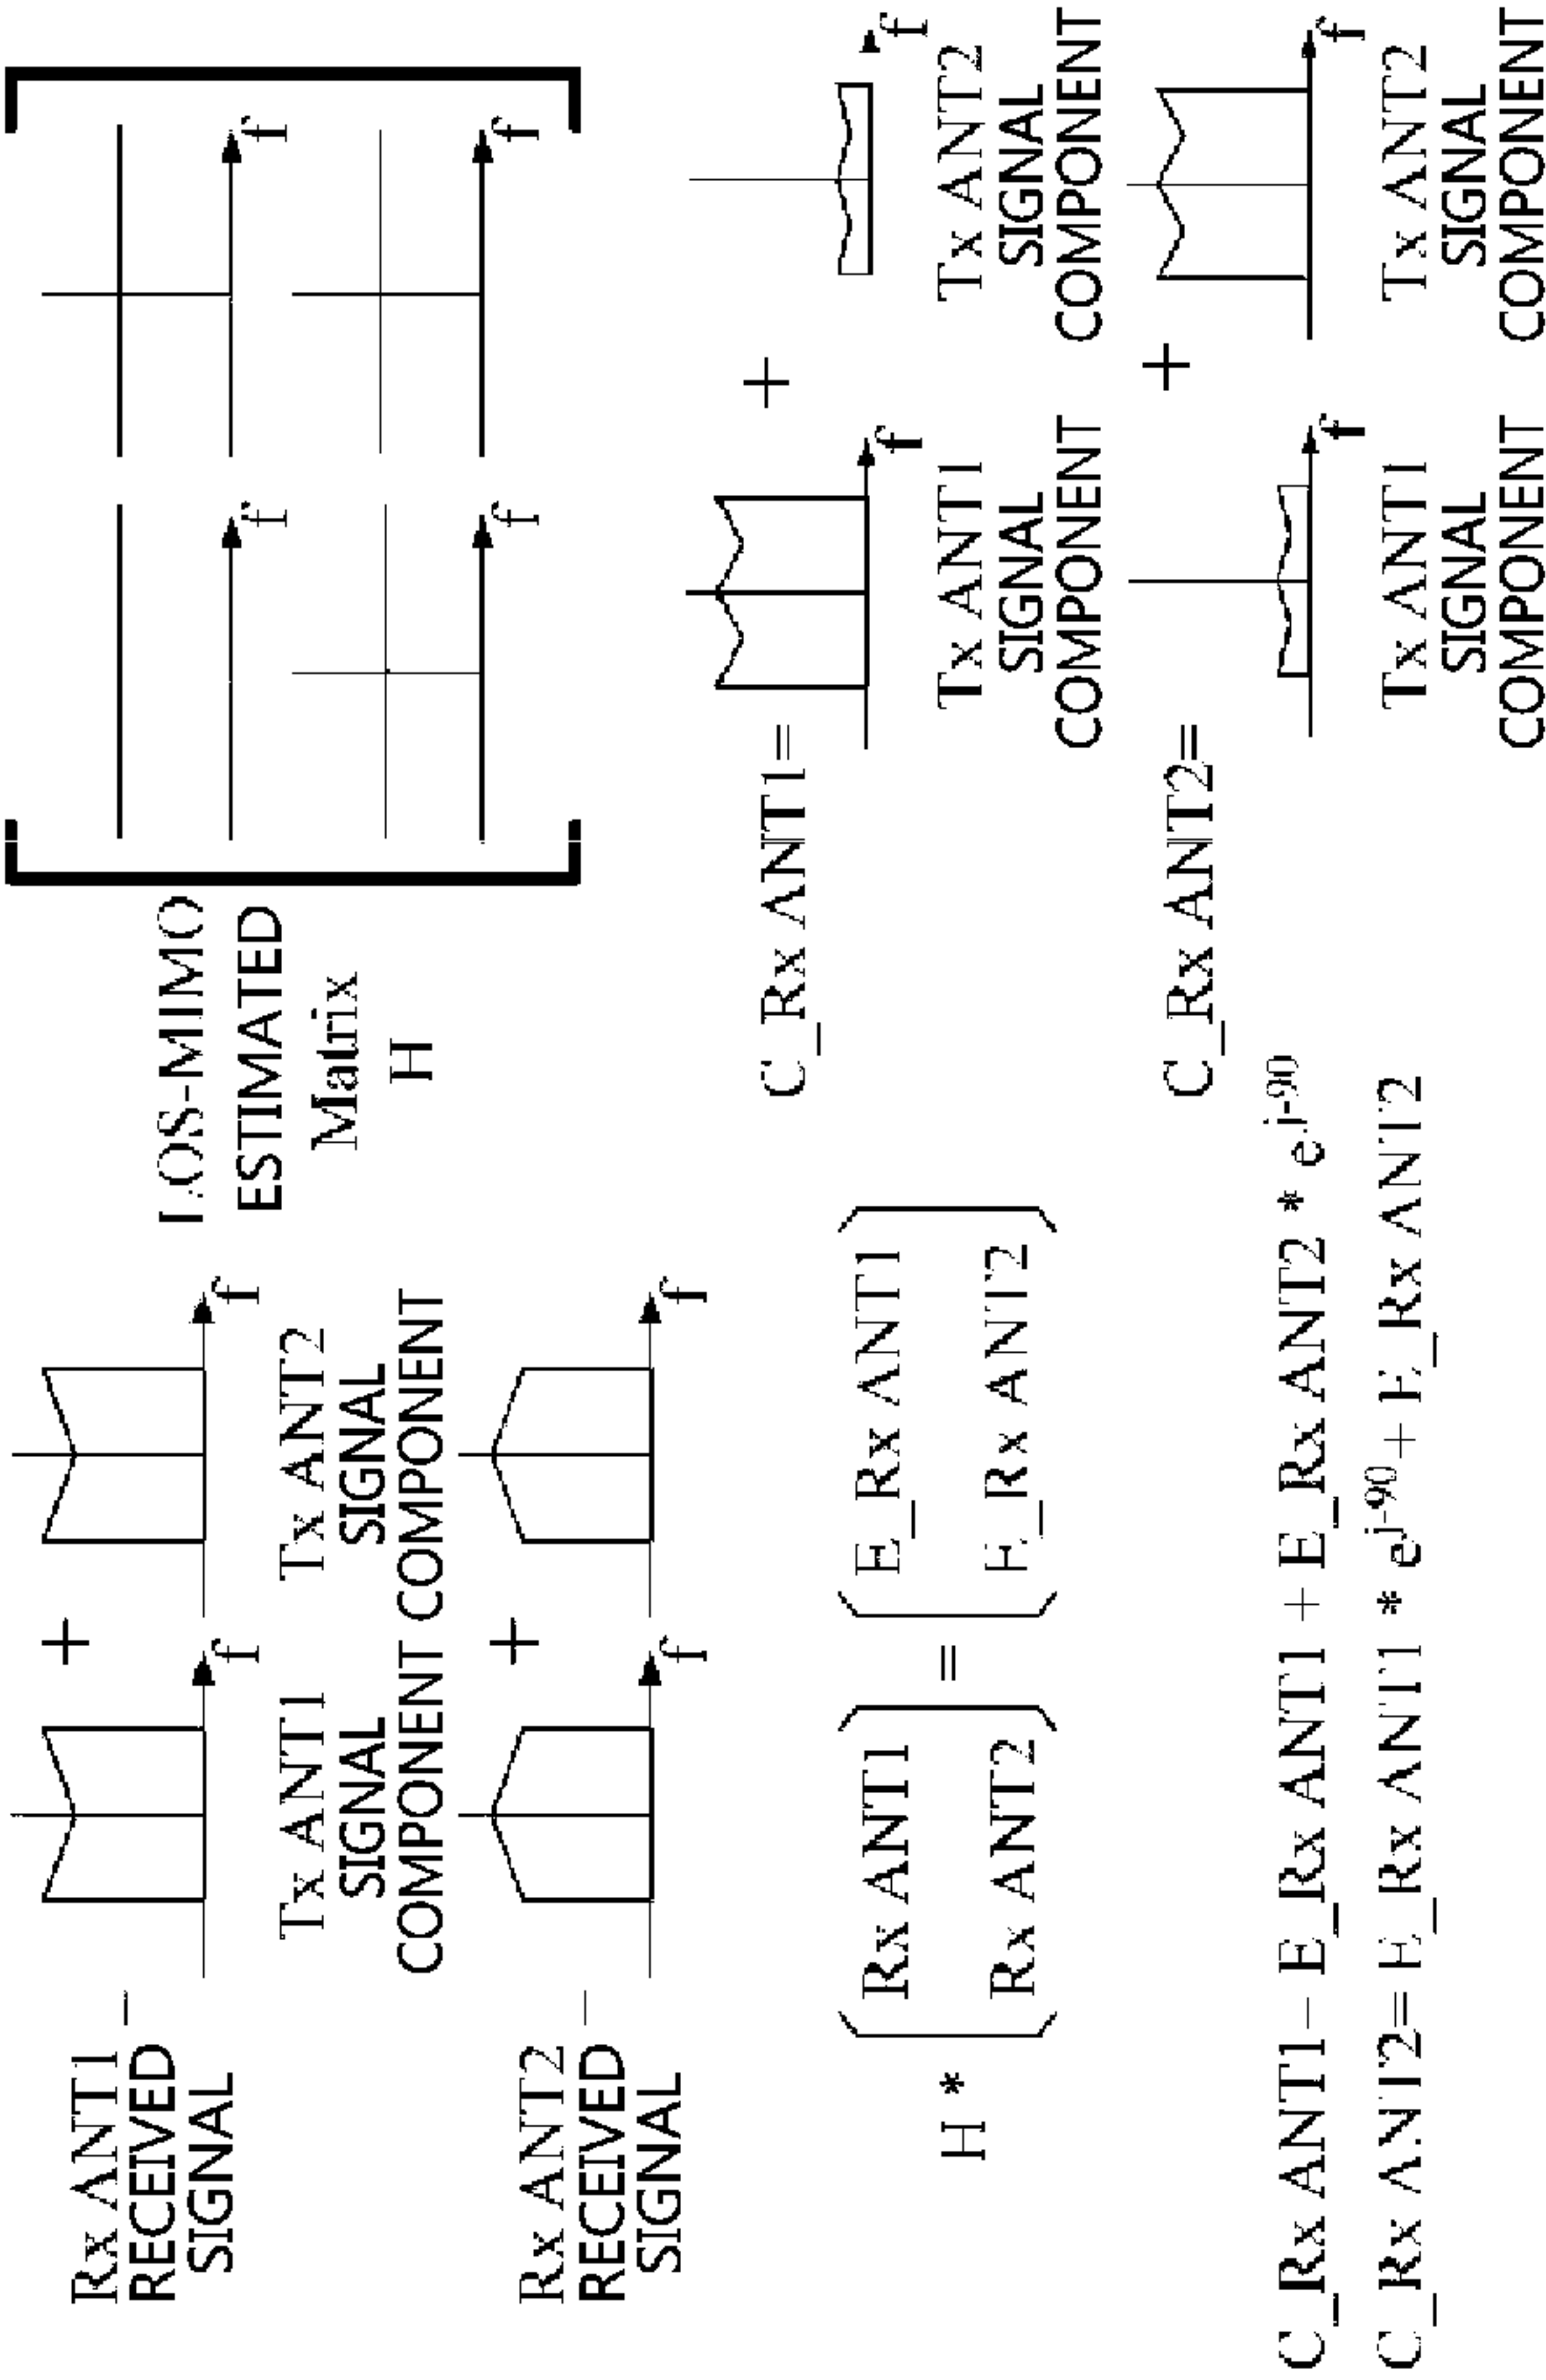 Rx ANT1
RECEIVED
SIGNAL
=
+
f
f
Tx ANT1
SIGNAL
COMPONENT
Tx ANT2
SIGNAL
COMPONENT
Rx ANT2
RECEIVED
SIGNAL
=
+
f
f
H * ( Rx ANT1 Rx ANT2 ) = ( E_Rx ANT1 E_Rx ANT2 )
C_Rx ANT1= E_Rx ANT1 + E_Rx ANT2 * e^j-90
C_Rx ANT2= E_Rx ANT1 * e^j-90 + E_Rx ANT2
LOS-MIMO
ESTIMATED
Matrix
H
f
f
f
f
C_Rx ANT1=
+
f
f
Tx ANT1
SIGNAL
COMPONENT
Tx ANT2
SIGNAL
COMPONENT
C_Rx ANT2=
+
f
f
Tx ANT1
SIGNAL
COMPONENT
Tx ANT2
SIGNAL
COMPONENT